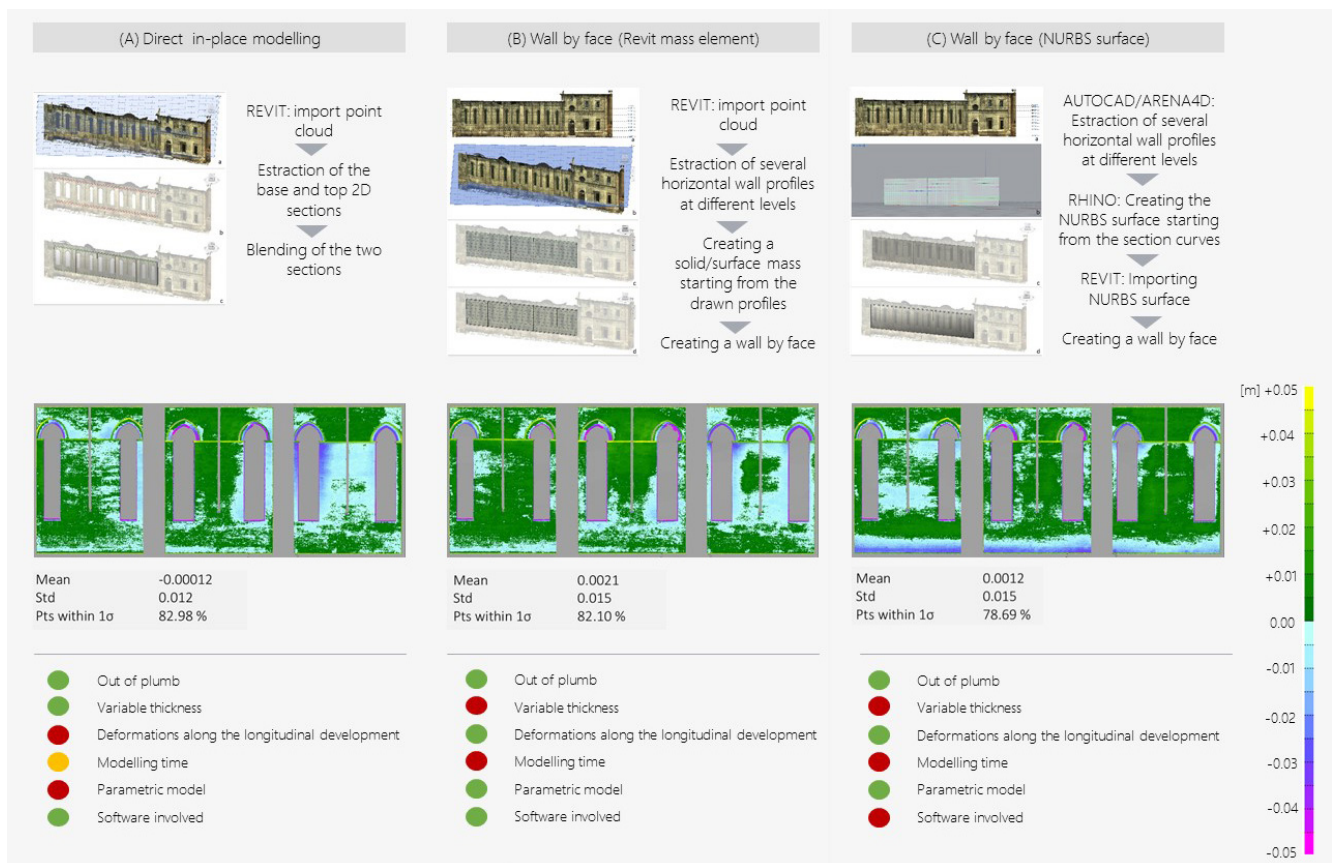 (A) Direct in-place modelling
REVIT: import point
cloud
Estraction of the
base and top 2D
sections
Blending of the two
sections
a
b
c
(B) Wall by face (Revit mass element)
REVIT: import point
cloud
Estraction of several
horizontal wall profiles
at different levels
Creating a
solid/surface mass
starting from the
drawn profiles
Creating a wall by face
a
b
c
d
(C) Wall by face (NURBS surface)
AUTOCAD/ARENA4D:
Extraction of several
horizontal wall profiles
at different levels
RHINO: Creating the
NURBS surface starting
from the section curves
REVIT: Importing
NURBS surface
Creating a wall by face
a
b
c
d
Mean -0.00012
Std 0.012
Pts within 1σ 82.98 %
Mean 0.0021
Std 0.015
Pts within 1σ 82.10 %
Mean 0.0012
Std 0.015
Pts within 1σ 78.69 %
[m] +0.05
+0.04
+0.03
+0.02
+0.01
0.00
-0.01
-0.02
-0.03
-0.04
-0.05
Out of plumb
Variable thickness
Deformations along the longitudinal development
Modelling time
Parametric model
Software involved
Out of plumb
Variable thickness
Deformations along the longitudinal development
Modelling time
Parametric model
Software involved
Out of plumb
Variable thickness
Deformations along the longitudinal development
Modelling time
Parametric model
Software involved